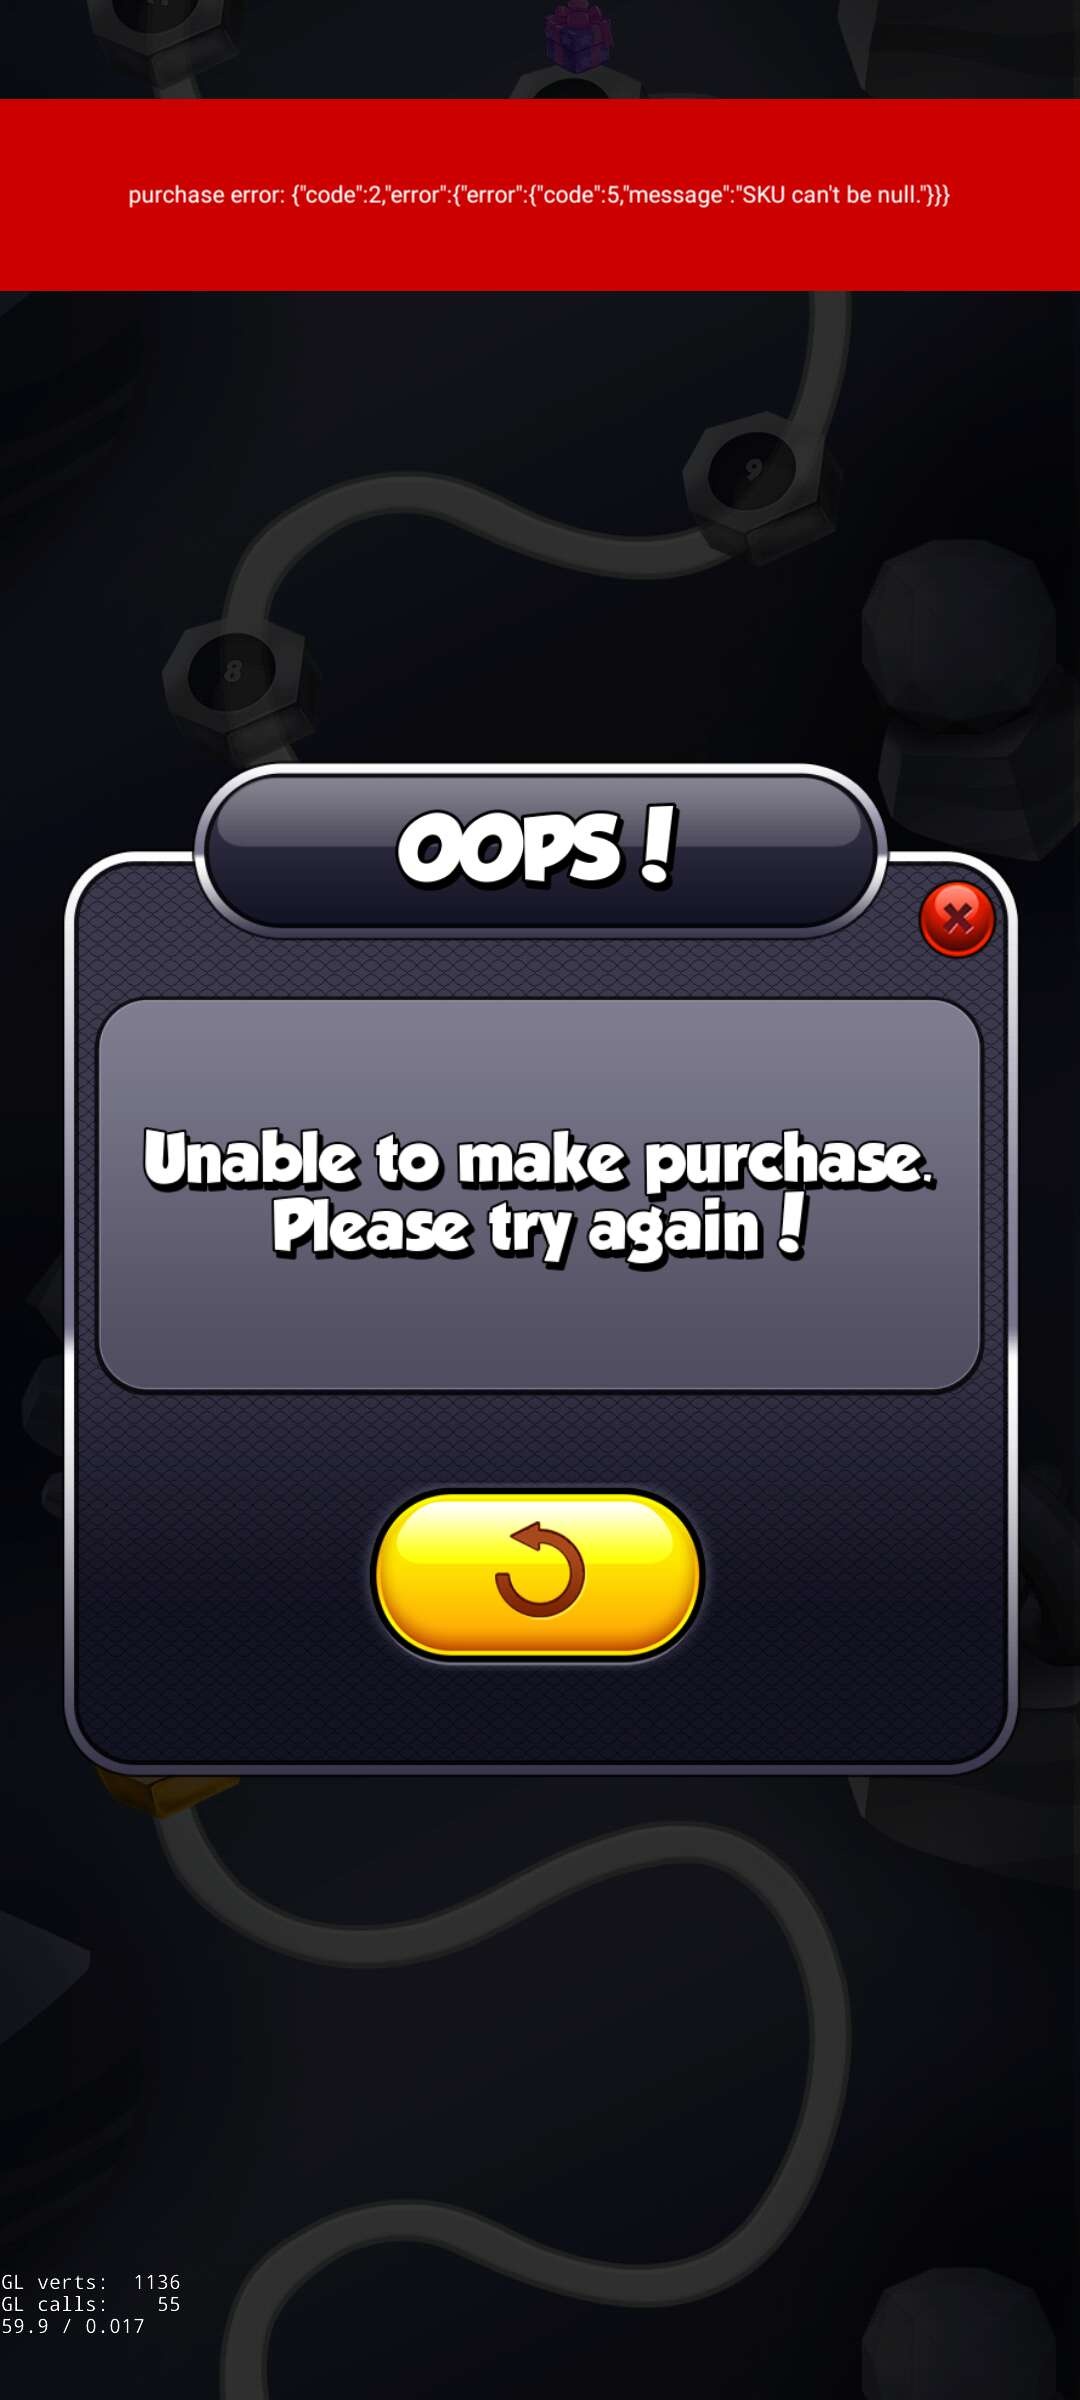 purchase error: {"code":2,"error":{"error":{"code":5,"message":"SKU can't be null."}}}
9
8
OOPS!
Unable to make purchase.
Please try again!
GL verts: 1136
GL calls: 55
59.9 / 0.017